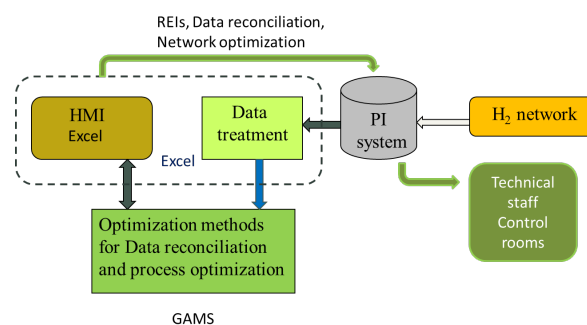 REIs, Data reconciliation,
Network optimization
HMI
Excel
Data
treatment
Excel
PI
system
H₂ network
Technical
staff
Control
rooms
Optimization methods
for Data reconciliation
and process optimization
GAMS